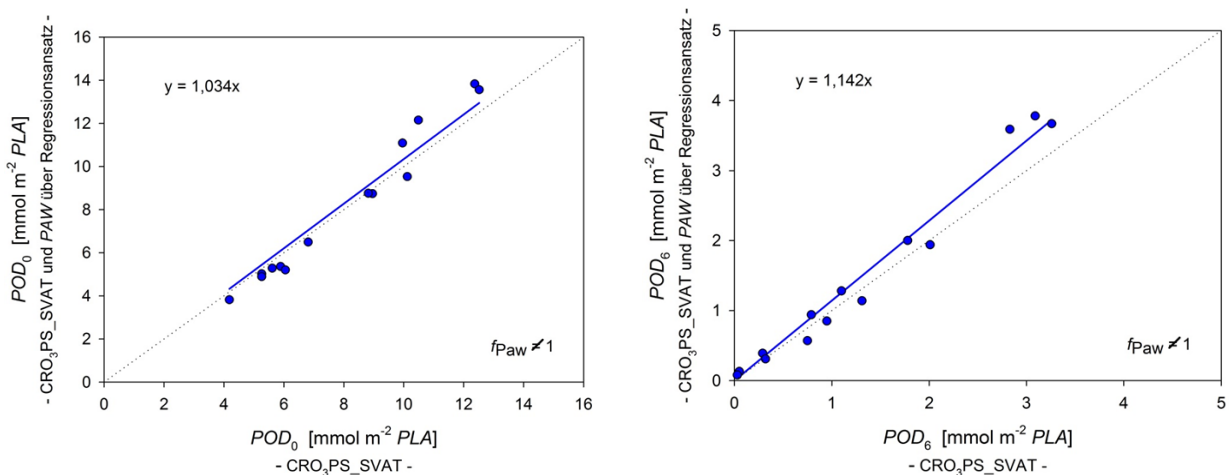 POD₀ [mmol m⁻² PLA]
- CRO₃PS_SVAT und PAW über Regressionsansatz -
16
14
12
10
8
6
4
2
0
y = 1,034x
fPaw ≠ 1
0 2 4 6 8 10 12 14 16
POD₀ [mmol m⁻² PLA]
- CRO₃PS_SVAT -
POD₆ [mmol m⁻² PLA]
- CRO₃PS_SVAT und PAW über Regressionsansatz -
5
4
3
2
1
0
y = 1,142x
fPaw ≠ 1
0 1 2 3 4 5
POD₆ [mmol m⁻² PLA]
- CRO₃PS_SVAT -